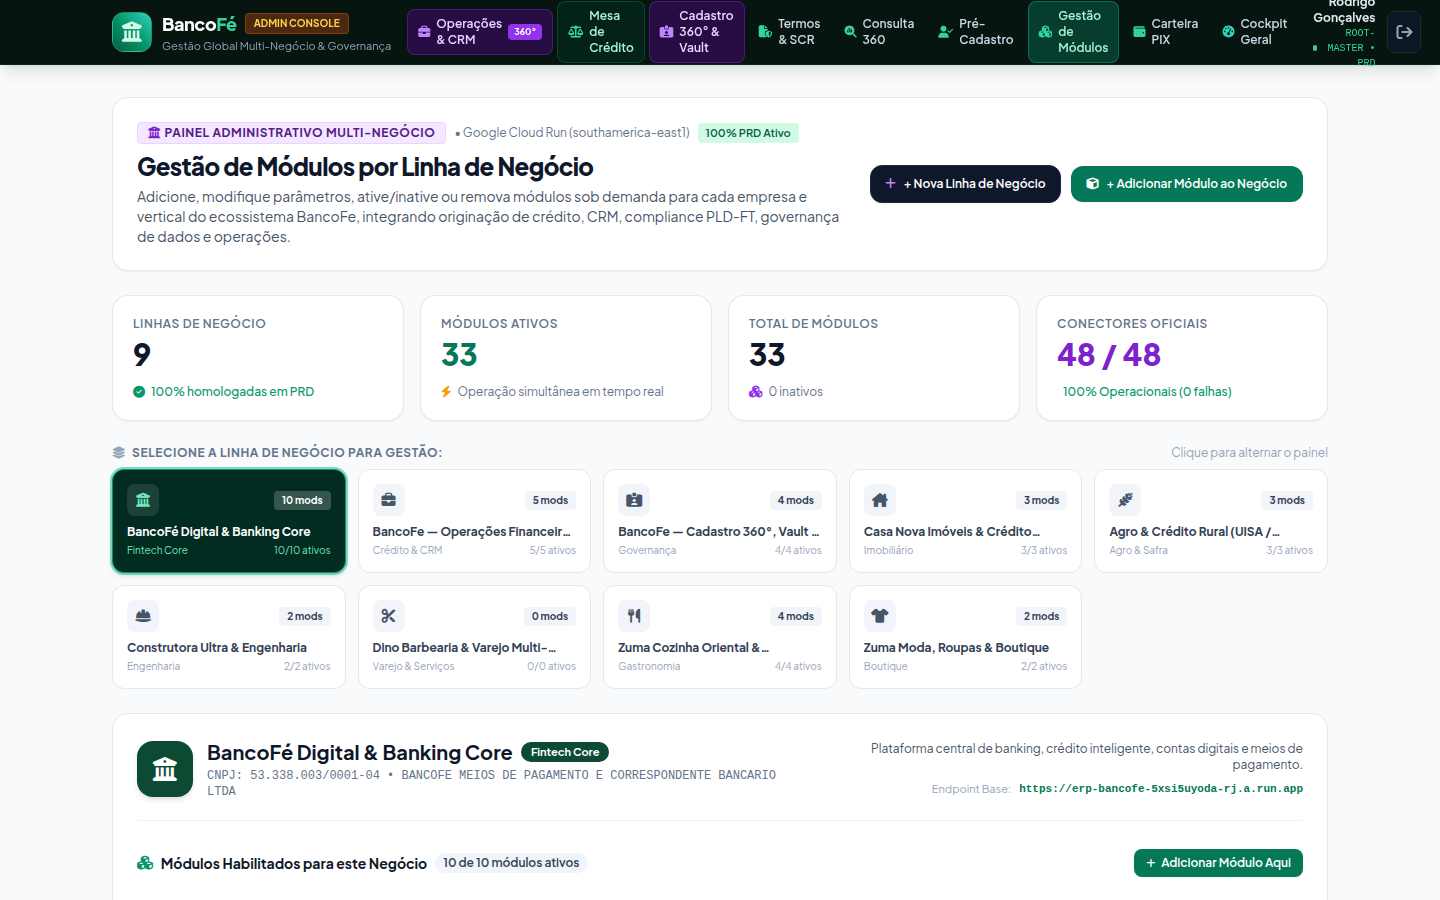 BancoFé ADMIN CONSOLE
Gestão Global Multi-Negócio & Governança
Operações & CRM 360°
Mesa de Crédito
Cadastro 360° & Vault
Termos & SCR
Consulta 360
Pré-Cadastro
Gestão de Módulos
Carteira PIX
Cockpit Geral
Rodrigo Gonçalves
ROOT-MASTER • PRD
PAINEL ADMINISTRATIVO MULTI-NEGÓCIO • Google Cloud Run (southamerica-east1) 100% PRD Ativo
Gestão de Módulos por Linha de Negócio
Adicione, modifique parâmetros, ative/inative ou remova módulos sob demanda para cada empresa e
vertical do ecossistema BancoFe, integrando originação de crédito, CRM, compliance PLD-FT, governança
de dados e operações.
+ Nova Linha de Negócio
+ Adicionar Módulo ao Negócio
LINHAS DE NEGÓCIO
9
100% homologadas em PRD
MÓDULOS ATIVOS
33
Operação simultânea em tempo real
TOTAL DE MÓDULOS
33
0 inativos
CONECTORES OFICIAIS
48 / 48
100% Operacionais (0 falhas)
SELECIONE A LINHA DE NEGÓCIO PARA GESTÃO:
Clique para alternar o painel
10 mods
BancoFé Digital & Banking Core
Fintech Core 10/10 ativos
5 mods
BancoFe — Operações Financeir...
Crédito & CRM 5/5 ativos
4 mods
BancoFe — Cadastro 360°, Vault ...
Governança 4/4 ativos
3 mods
Casa Nova Imóveis & Crédito...
Imobiliário 3/3 ativos
3 mods
Agro & Crédito Rural (UISA /...
Agro & Safra 3/3 ativos
2 mods
Construtora Ultra & Engenharia
Engenharia 2/2 ativos
0 mods
Dino Barbearia & Varejo Multi-...
Varejo & Serviços 0/0 ativos
4 mods
Zuma Cozinha Oriental &...
Gastronomia 4/4 ativos
2 mods
Zuma Moda, Roupas & Boutique
Boutique 2/2 ativos
BancoFé Digital & Banking Core Fintech Core
CNPJ: 53.338.003/0001-04 • BANCOFE MEIOS DE PAGAMENTO E CORRESPONDENTE BANCARIO
LTDA
Plataforma central de banking, crédito inteligente, contas digitais e meios de
pagamento.
Endpoint Base: https://erp-bancofe-5xsi5uyoda-rj.a.run.app
Módulos Habilitados para este Negócio 10 de 10 módulos ativos
+ Adicionar Módulo Aqui